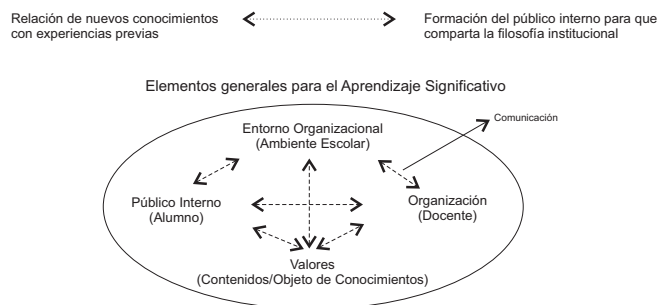 Relación de nuevos conocimientos
con experiencias previas
Formación del público interno para que
comparta la filosofía institucional
Elementos generales para el Aprendizaje Significativo
Comunicación
Entorno Organizacional
(Ambiente Escolar)
Público Interno
(Alumno)
Organización
(Docente)
Valores
(Contenidos/Objeto de Conocimientos)